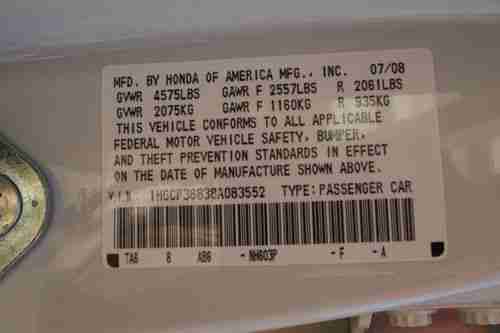 MFD. BY HONDA OF AMERICA MFG., INC. 07/08
GVWR 4575LBS GAWR F 2557LBS R 2061LBS
GVWR 2075KG GAWR F 1160KG R 935KG
THIS VEHICLE CONFORMS TO ALL APPLICABLE
FEDERAL MOTOR VEHICLE SAFETY, BUMPER,
AND THEFT PREVENTION STANDARDS IN EFFECT
ON THE DATE OF MANUFACTURE SHOWN ABOVE.
V.I.N. TYPE:PASSENGER CAR
TA6 8 AB6 -NH603P -F -A